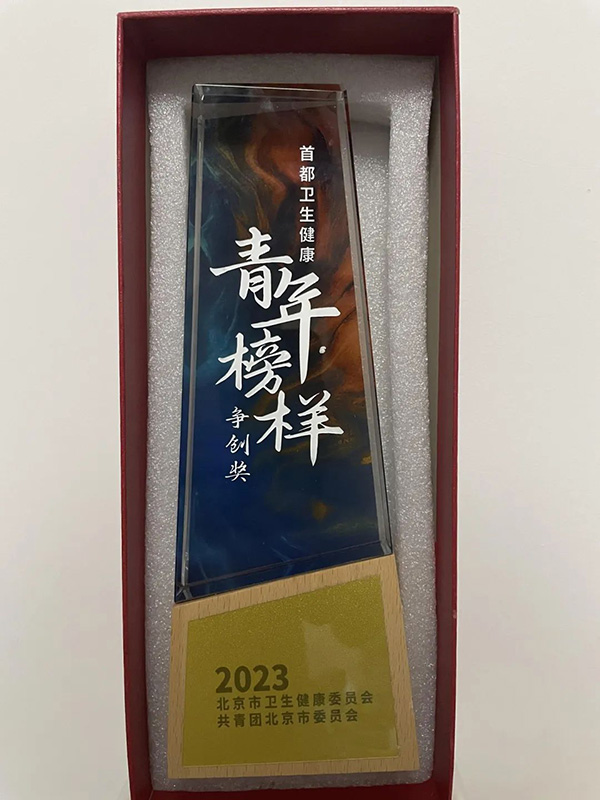 首都卫生健康
青年
榜样
争创奖
2023
北京市卫生健康委员会
共青团北京市委员会